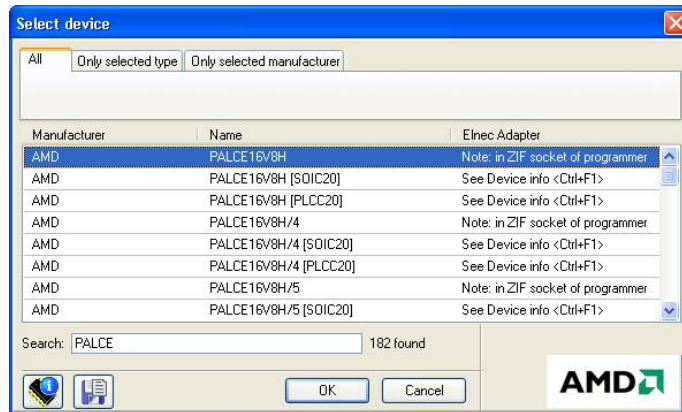 Select device
All Only selected type Only selected manufacturer
Manufacturer Name Elnec Adapter
AMD PALCE16V8H Note: in ZIF socket of programmer
AMD PALCE16V8H [SOIC20] See Device info <Ctrl+F1>
AMD PALCE16V8H [PLCC20] See Device info <Ctrl+F1>
AMD PALCE16V8H/4 Note: in ZIF socket of programmer
AMD PALCE16V8H/4 [SOIC20] See Device info <Ctrl+F1>
AMD PALCE16V8H/4 [PLCC20] See Device info <Ctrl+F1>
AMD PALCE16V8H/5 Note: in ZIF socket of programmer
AMD PALCE16V8H/5 [SOIC20] See Device info <Ctrl+F1>
Search: PALCE 182 found
OK Cancel AMD